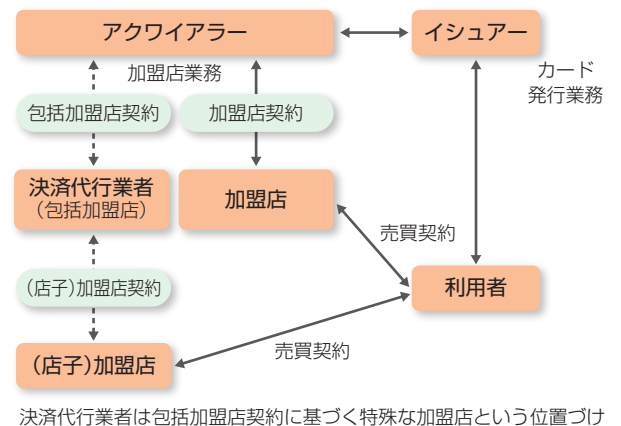 アクワイアラー
イシュアー
加盟店業務
カード
発行業務
包括加盟店契約
加盟店契約
決済代行業者
（包括加盟店）
加盟店
売買契約
（店子）加盟店契約
利用者
売買契約
（店子）加盟店
決済代行業者は包括加盟店契約に基づく特殊な加盟店という位置づけ